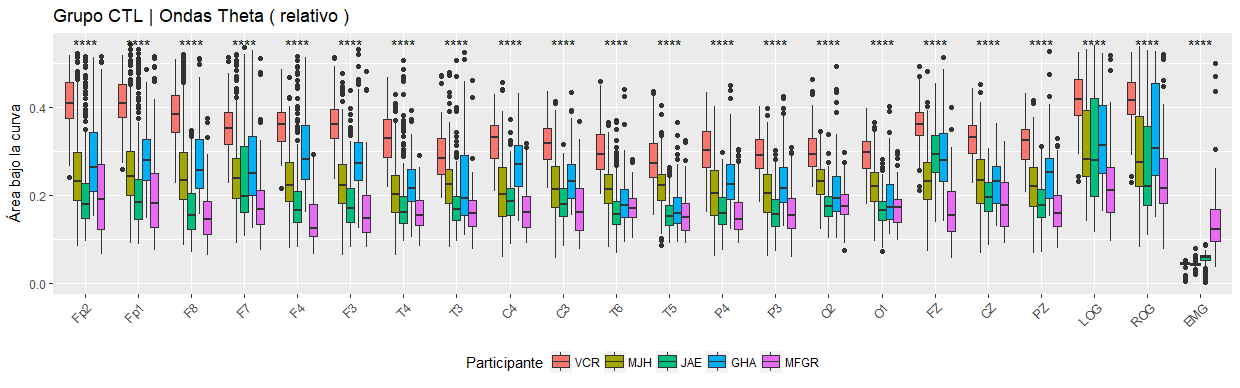 Grupo CTL | Ondas Theta ( relativo )
**** **** **** **** **** **** **** **** **** **** **** **** **** **** **** **** **** **** **** **** **** ****
Área bajo la curva
0.4
0.2
0.0
Fp2 Fp1 F8 F7 F4 F3 T4 T3 C4 C3 T6 T5 P4 P3 O2 O1 FZ CZ PZ LOG ROG EMG
Participante VCR MJH JAE GHA MFGR